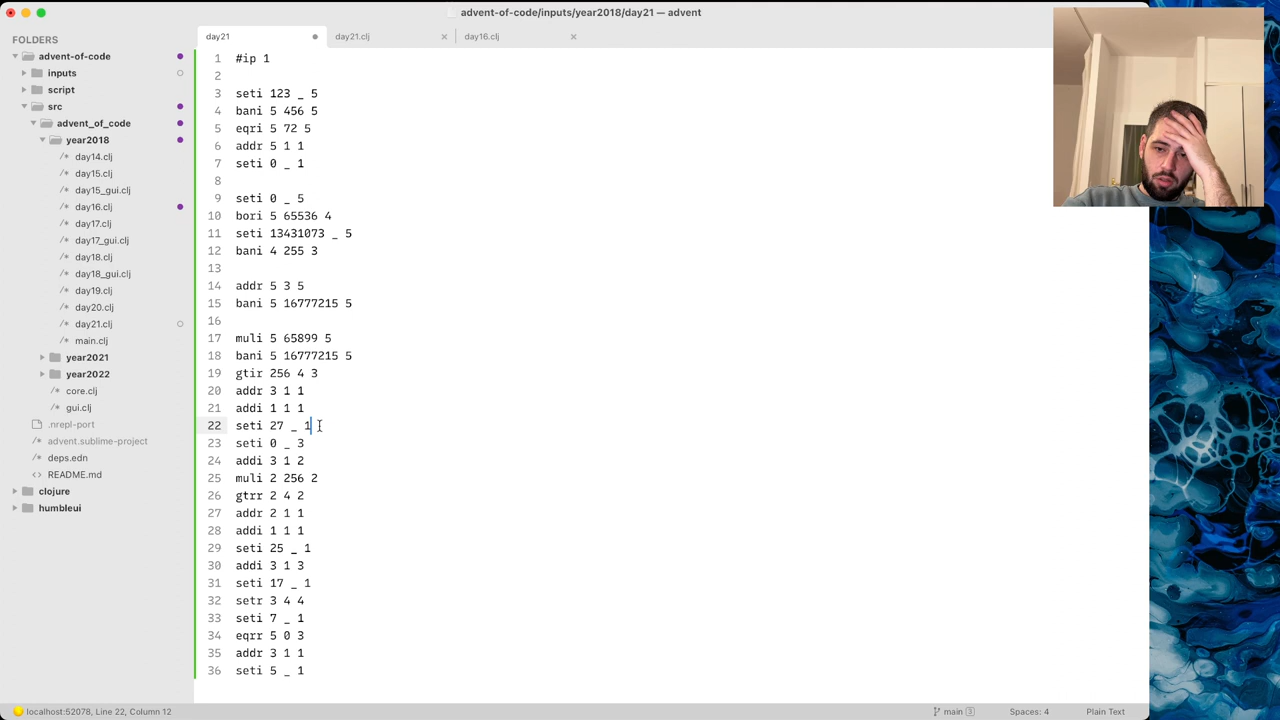 advent-of-code/inputs/year2018/day21 — advent
FOLDERS
advent-of-code
inputs
script
src
advent_of_code
year2018
day14.clj
day15.clj
day15_gui.clj
day16.clj
day17.clj
day17_gui.clj
day18.clj
day18_gui.clj
day19.clj
day20.clj
day21.clj
main.clj
year2021
year2022
core.clj
gui.clj
.nrepl-port
advent.sublime-project
deps.edn
README.md
clojure
humbleui
day21
day21.clj
day16.clj
1 #ip 1
2
3 seti 123 _ 5
4 bani 5 456 5
5 eqri 5 72 5
6 addr 5 1 1
7 seti 0 _ 1
8
9 seti 0 _ 5
10 bori 5 65536 4
11 seti 13431073 _ 5
12 bani 4 255 3
13
14 addr 5 3 5
15 bani 5 16777215 5
16
17 muli 5 65899 5
18 bani 5 16777215 5
19 gtir 256 4 3
20 addr 3 1 1
21 addi 1 1 1
22 seti 27 _ 1
23 seti 0 _ 3
24 addi 3 1 2
25 muli 2 256 2
26 gtrr 2 4 2
27 addr 2 1 1
28 addi 1 1 1
29 seti 25 _ 1
30 addi 3 1 3
31 seti 17 _ 1
32 setr 3 4 4
33 seti 7 _ 1
34 eqrr 5 0 3
35 addr 3 1 1
36 seti 5 _ 1
localhost:52078, Line 22, Column 12
main 3
Spaces: 4
Plain Text